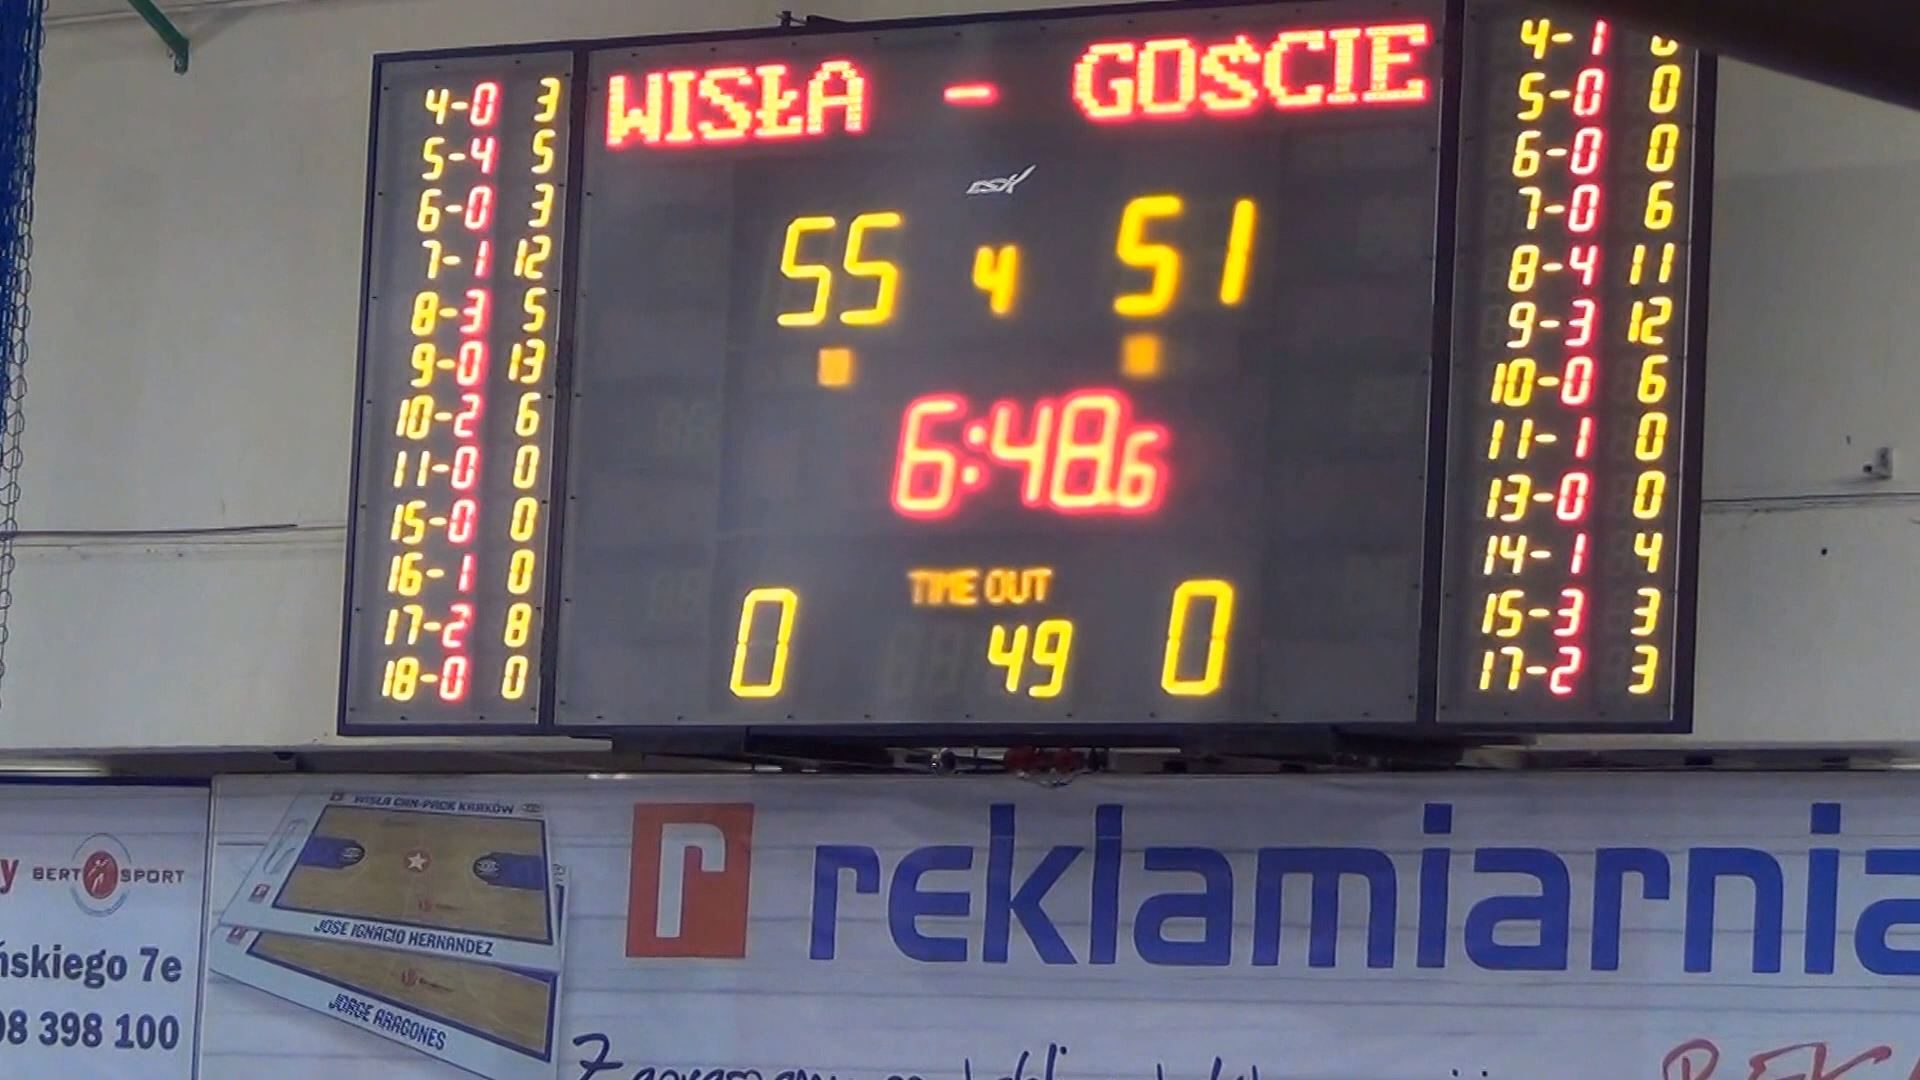 WISŁA - GOŚCIE
ESK
55 4 51
6:48.6
TIME OUT
0 49 0
4-0 3
5-4 5
6-0 3
7-1 12
8-3 5
9-0 13
10-2 6
11-0 0
15-0 0
16-1 0
17-2 8
18-0 0
4-1
5-0 0
6-0 0
7-0 6
8-4 11
9-3 12
10-0 6
11-1 0
13-0 0
14-1 4
15-3 3
17-2 3
y BERT SPORT
ńskiego 7e
98 398 100
WISŁA CAN-PACK KRAKÓW
JOSE IGNACIO HERNANDEZ
JORGE ARAGONES
r reklamiarnia